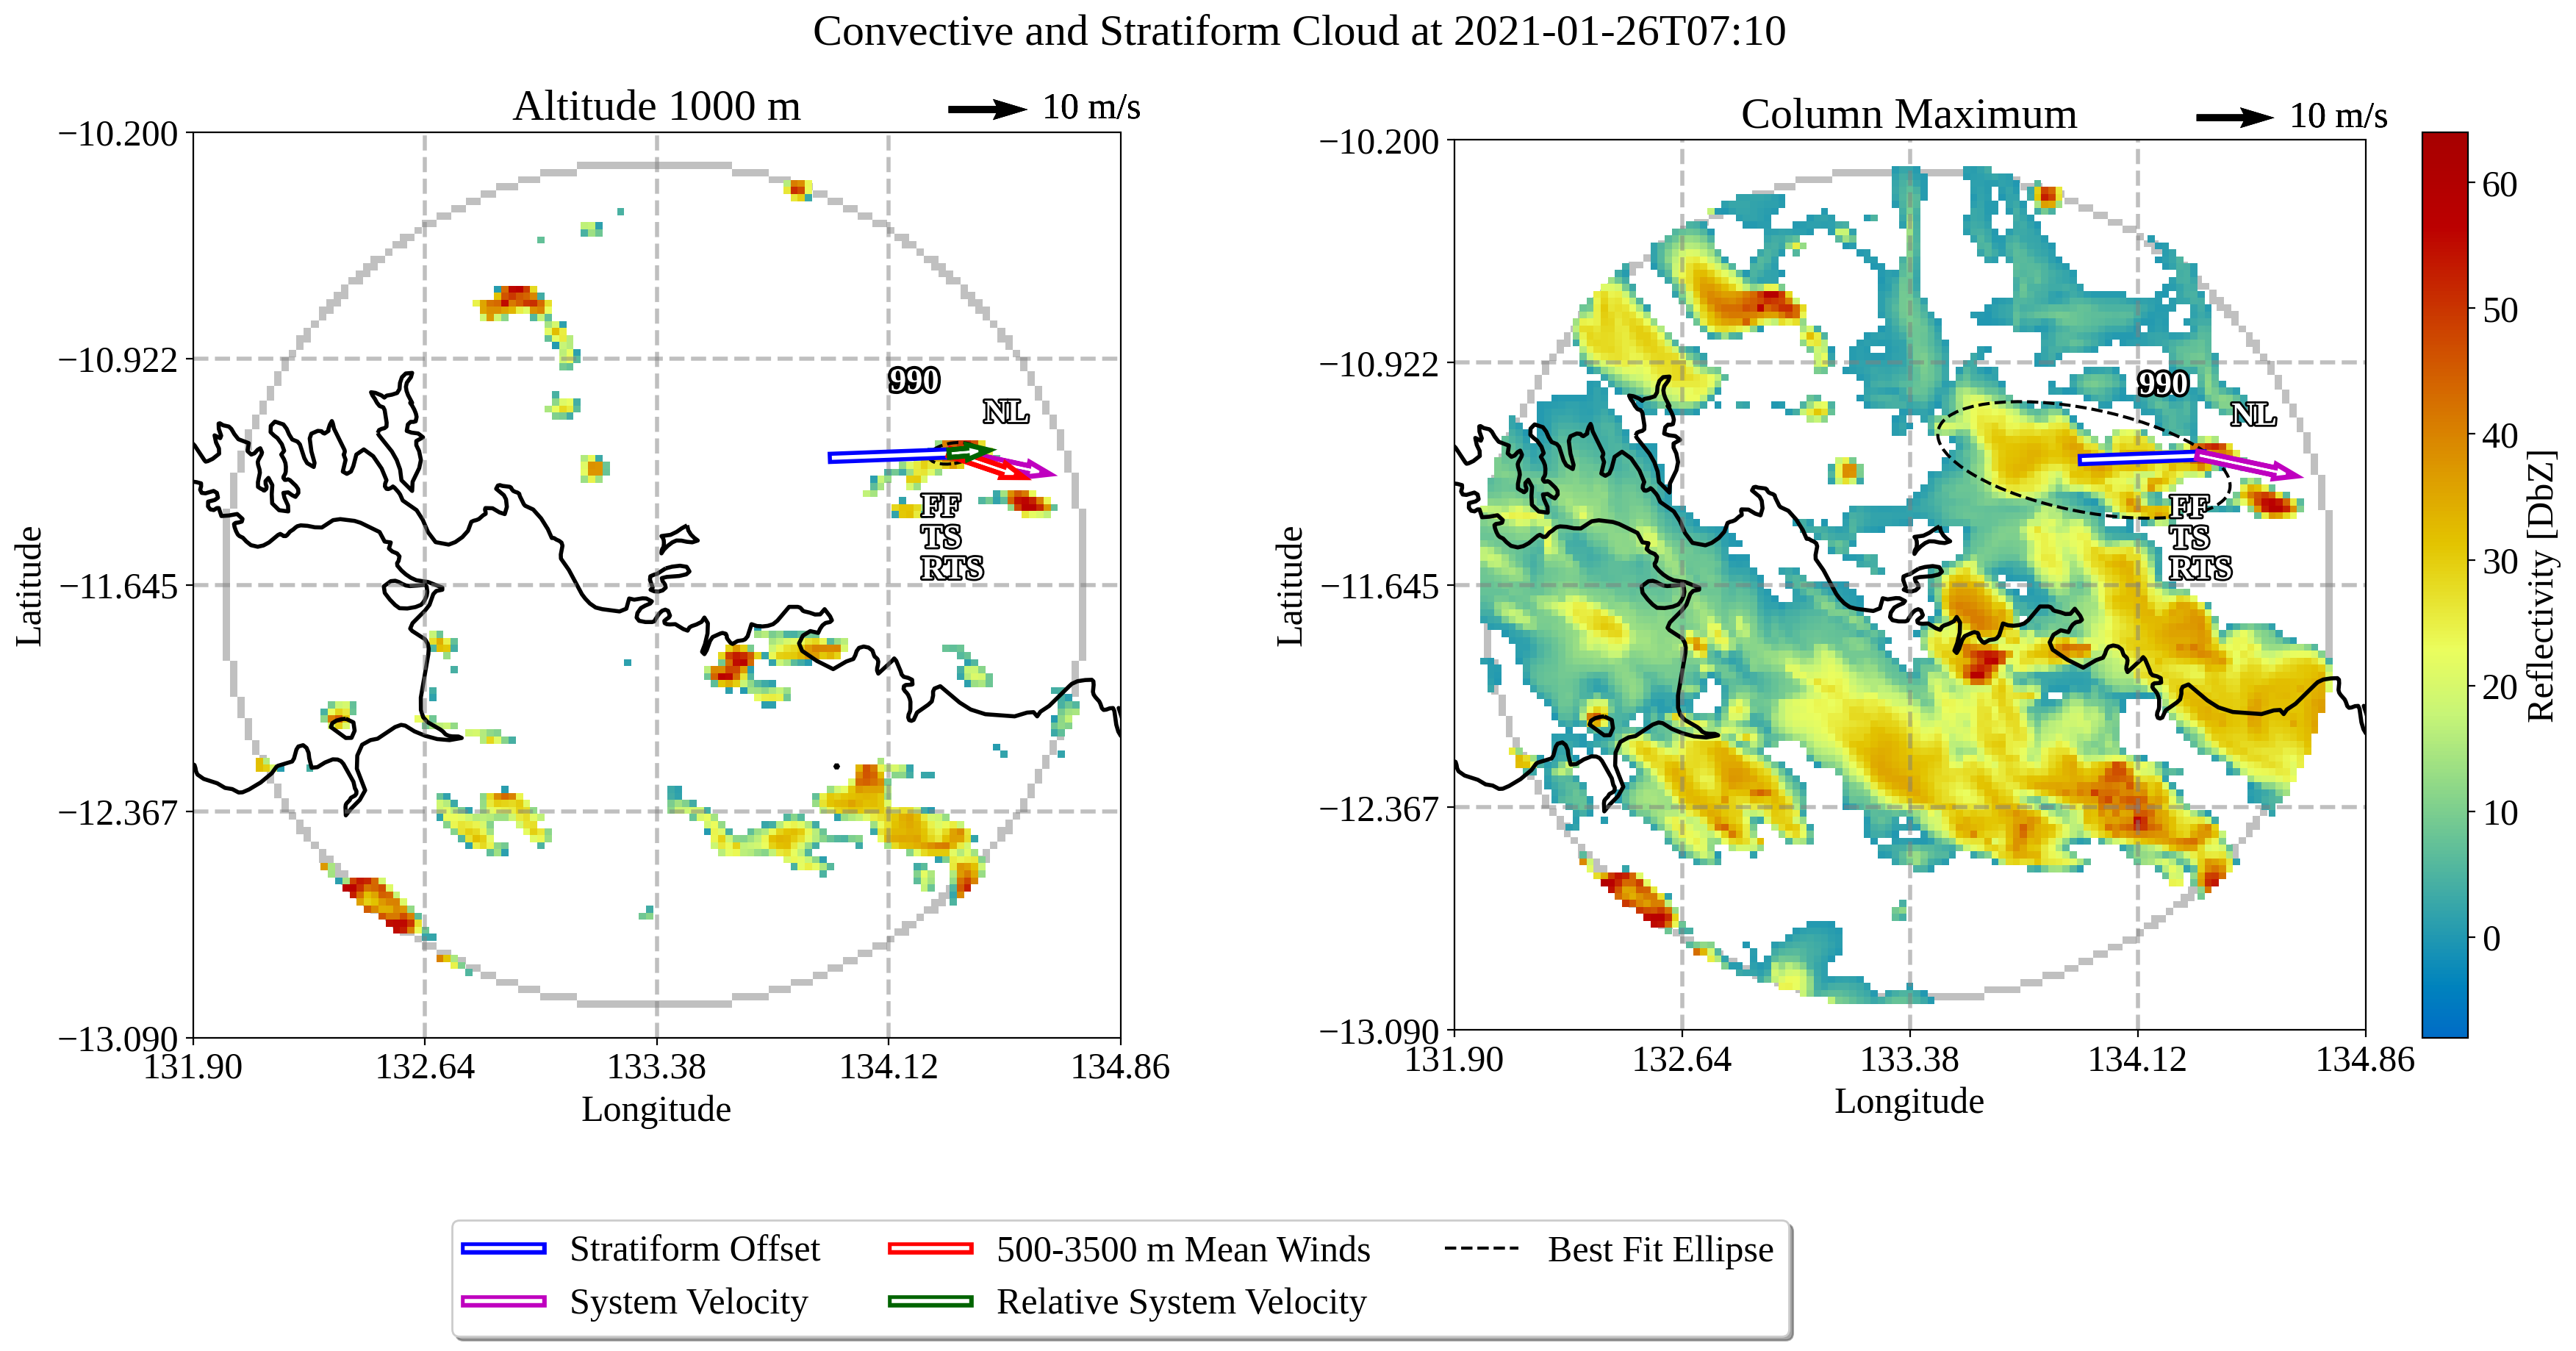 Convective and Stratiform Cloud at 2021-01-26T07:10
Altitude 1000 m
10 m/s
−10.200
−10.922
−11.645
−12.367
−13.090
Latitude
131.90
132.64
133.38
134.12
134.86
Longitude
990
NL
FF
TS
RTS
Column Maximum
10 m/s
−10.200
−10.922
−11.645
−12.367
−13.090
Latitude
131.90
132.64
133.38
134.12
134.86
Longitude
990
NL
FF
TS
RTS
60
50
40
30
20
10
0
Reflectivity [DbZ]
Stratiform Offset
System Velocity
500-3500 m Mean Winds
Relative System Velocity
Best Fit Ellipse